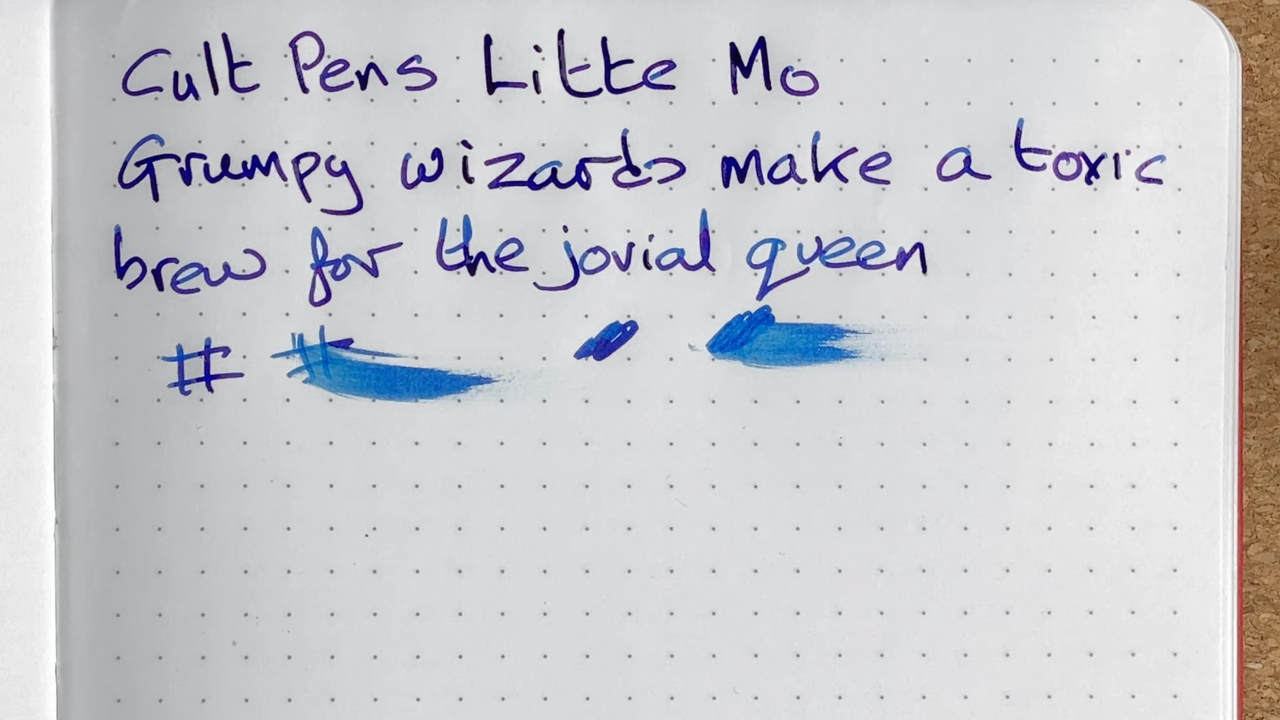 Cult Pens Litte Mo
Grumpy wizards make a toxic
brew for the jovial queen
# #